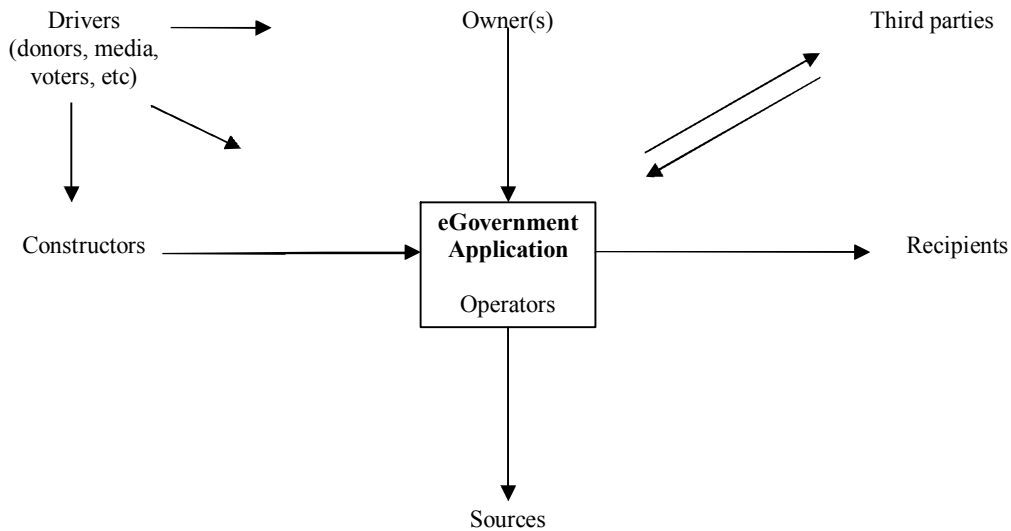 Drivers
(donors, media,
voters, etc)
Owner(s)
Third parties
Constructors
eGovernment
Application
Operators
Recipients
Sources